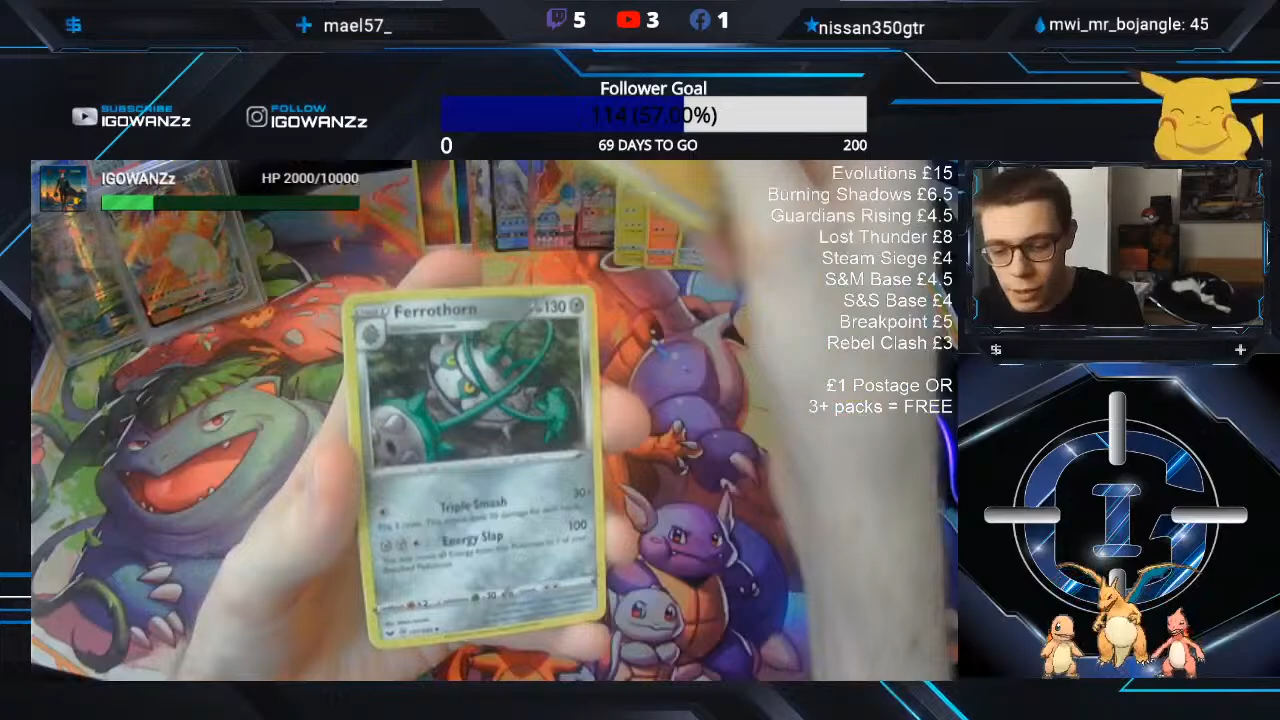 mael57_
5
3
1
nissan350gtr
mwi_mr_bojangle: 45
SUBSCRIBE
IGOWANZz
FOLLOW
IGOWANZz
Follower Goal
114 (57.00%)
0
69 DAYS TO GO
200
IGOWANZz
HP 2000/10000
Evolutions £15
Burning Shadows £6.5
Guardians Rising £4.5
Lost Thunder £8
Steam Siege £4
S&M Base £4.5
S&S Base £4
Breakpoint £5
Rebel Clash £3
£1 Postage OR
3+ packs = FREE
Ferrothorn
130
Triple Smash
30
Energy Slap
100